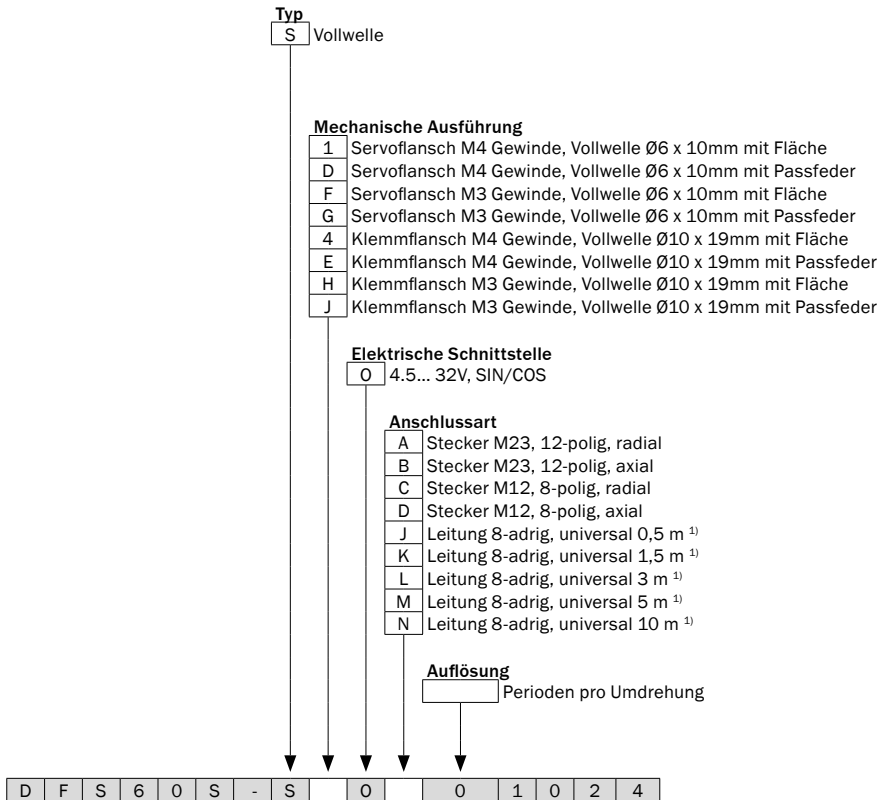 Typ
S Vollwelle
Mechanische Ausführung
1 Servoflansch M4 Gewinde, Vollwelle Ø6 x 10mm mit Fläche
D Servoflansch M4 Gewinde, Vollwelle Ø6 x 10mm mit Passfeder
F Servoflansch M3 Gewinde, Vollwelle Ø6 x 10mm mit Fläche
G Servoflansch M3 Gewinde, Vollwelle Ø6 x 10mm mit Passfeder
4 Klemmflansch M4 Gewinde, Vollwelle Ø10 x 19mm mit Fläche
E Klemmflansch M4 Gewinde, Vollwelle Ø10 x 19mm mit Passfeder
H Klemmflansch M3 Gewinde, Vollwelle Ø10 x 19mm mit Fläche
J Klemmflansch M3 Gewinde, Vollwelle Ø10 x 19mm mit Passfeder
Elektrische Schnittstelle
0 4.5... 32V, SIN/COS
Anschlussart
A Stecker M23, 12-polig, radial
B Stecker M23, 12-polig, axial
C Stecker M12, 8-polig, radial
D Stecker M12, 8-polig, axial
J Leitung 8-adrig, universal 0,5 m 1)
K Leitung 8-adrig, universal 1,5 m 1)
L Leitung 8-adrig, universal 3 m 1)
M Leitung 8-adrig, universal 5 m 1)
N Leitung 8-adrig, universal 10 m 1)
Auflösung
Perioden pro Umdrehung
D F S 6 0 S - S 0 0 1 0 2 4